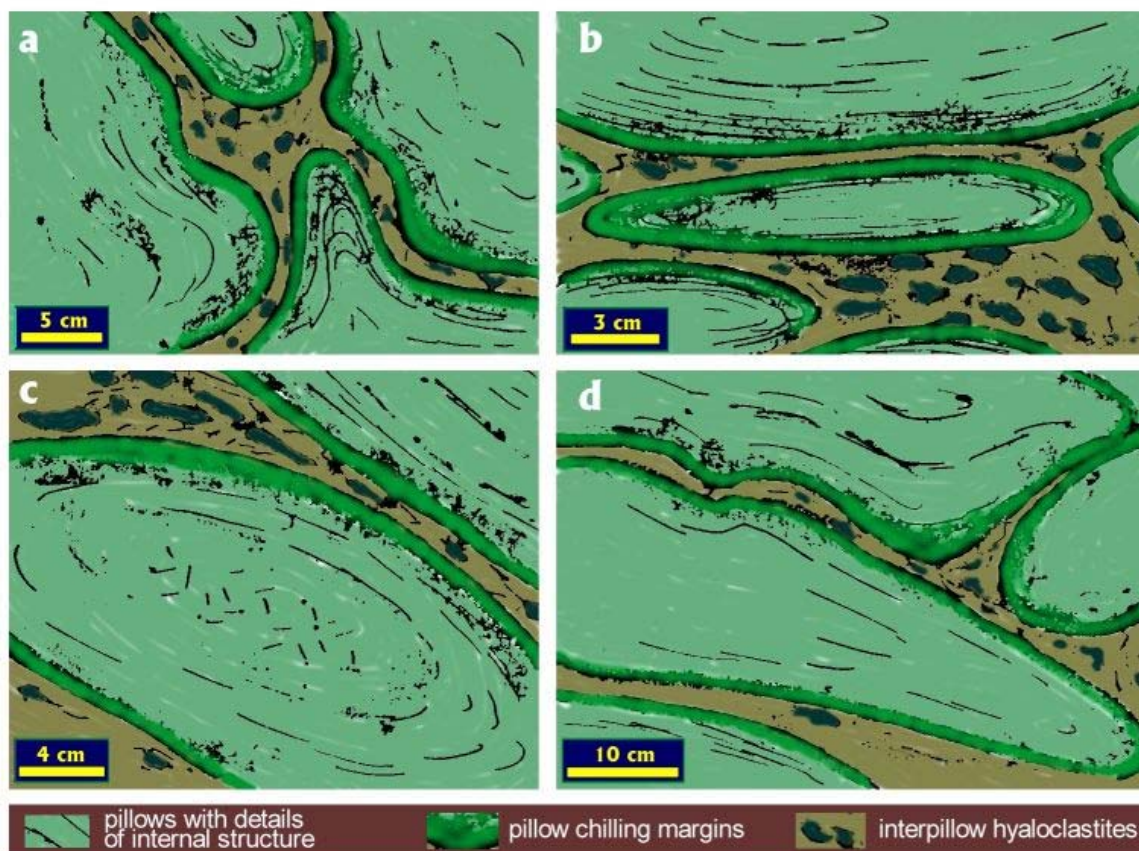 a
b
5 cm
3 cm
c
d
4 cm
10 cm
pillows with details
of internal structure
pillow chilling margins
interpillow hyaloclastites